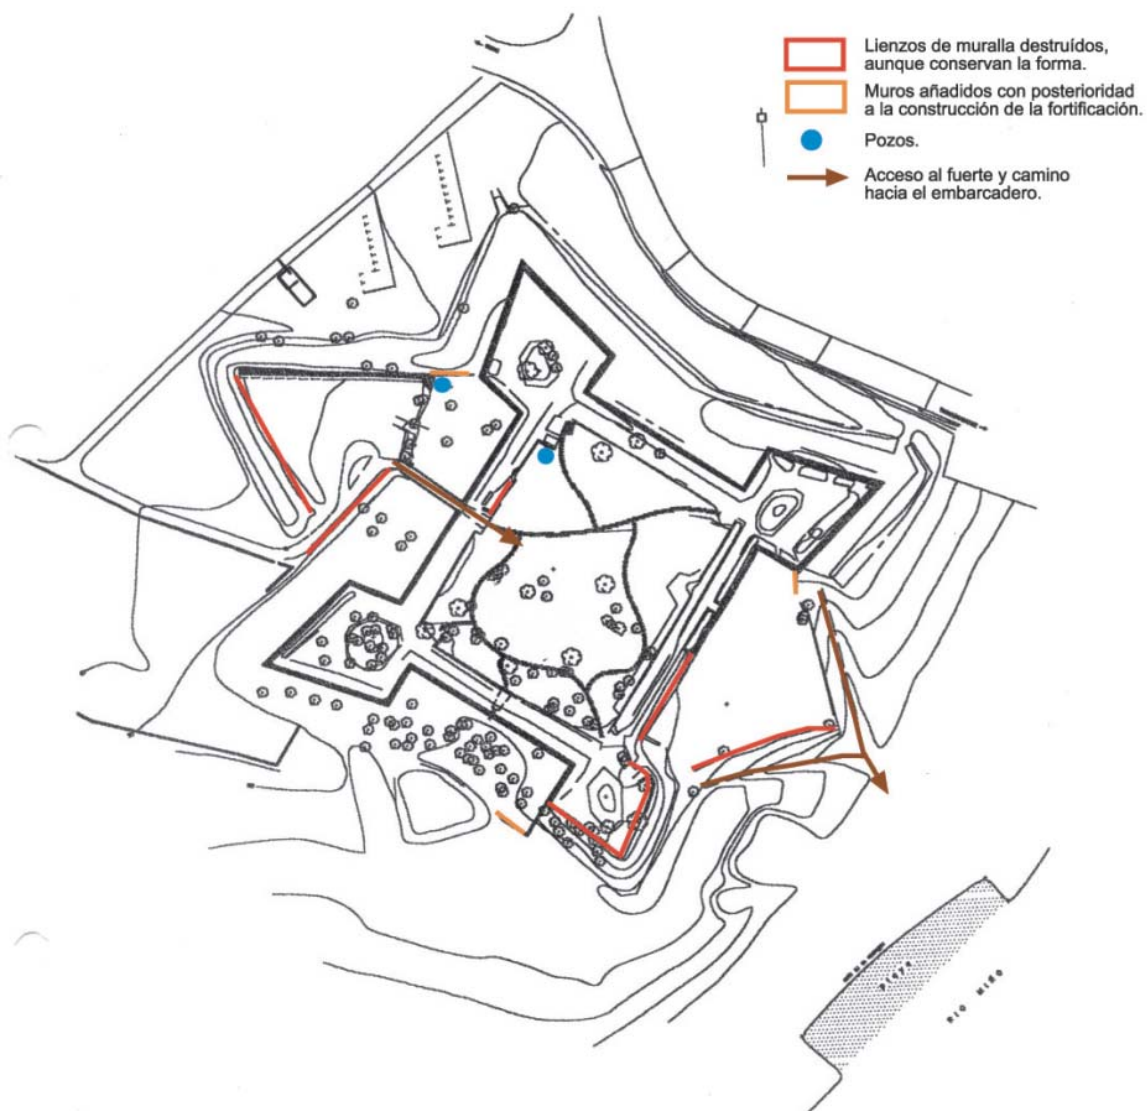 Lienzos de muralla destruídos,
aunque conservan la forma.
Muros añadidos con posterioridad
a la construcción de la fortificación.
Pozos.
Acceso al fuerte y camino
hacia el embarcadero.
RIO MIÑO